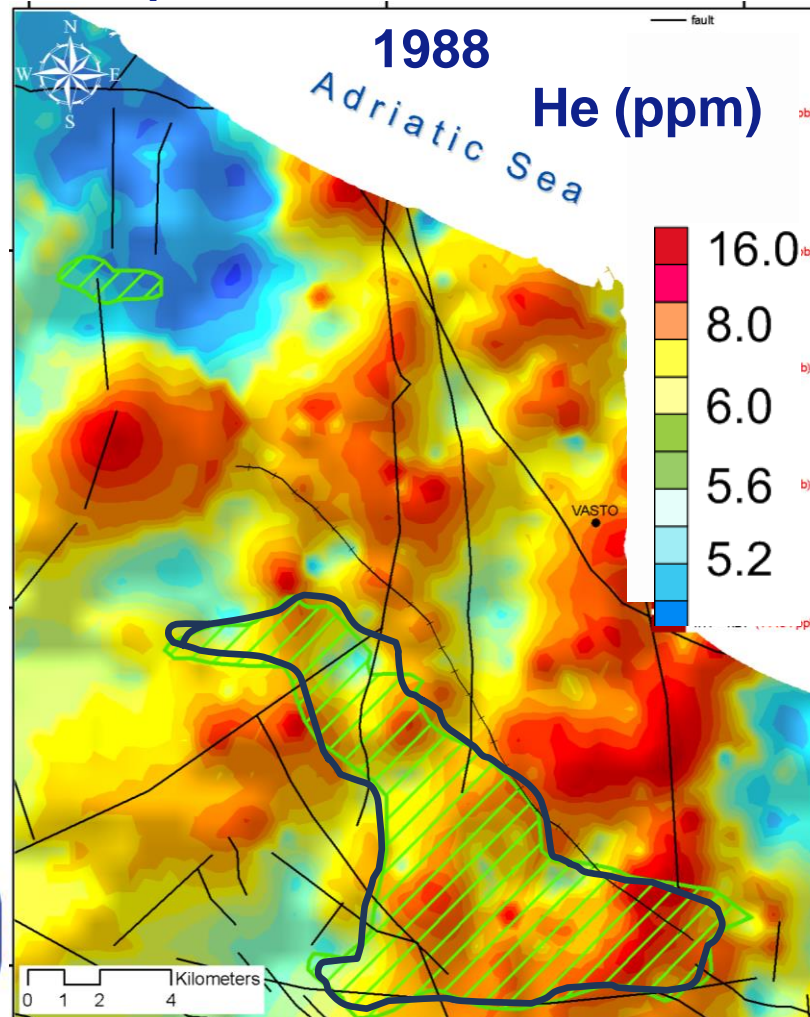 fault
1988
N
W E
S
Adriatic Sea
He (ppm)
16.0
8.0
6.0
5.6
5.2
VASTO
Kilometers
0 1 2 4